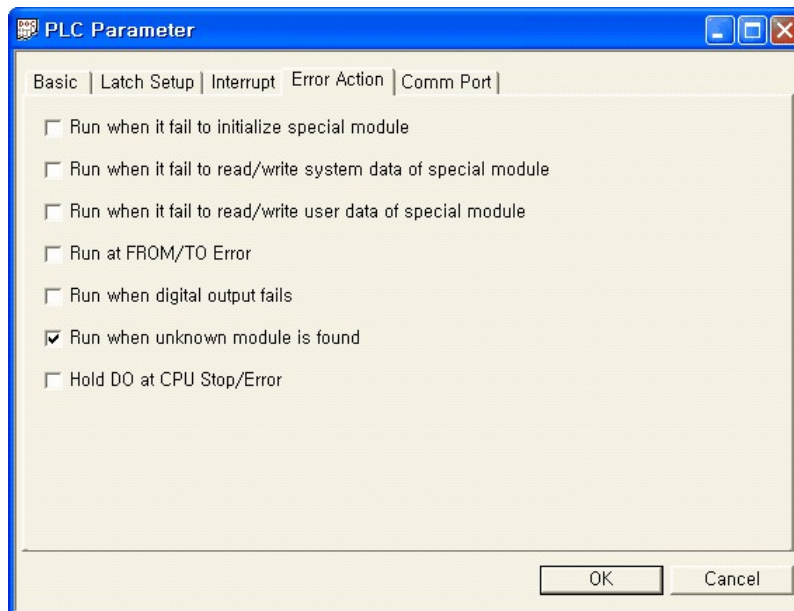 PLC Parameter
Basic Latch Setup Interrupt Error Action Comm Port
Run when it fail to initialize special module
Run when it fail to read/write system data of special module
Run when it fail to read/write user data of special module
Run at FROM/TO Error
Run when digital output fails
Run when unknown module is found
Hold DO at CPU Stop/Error
OK Cancel